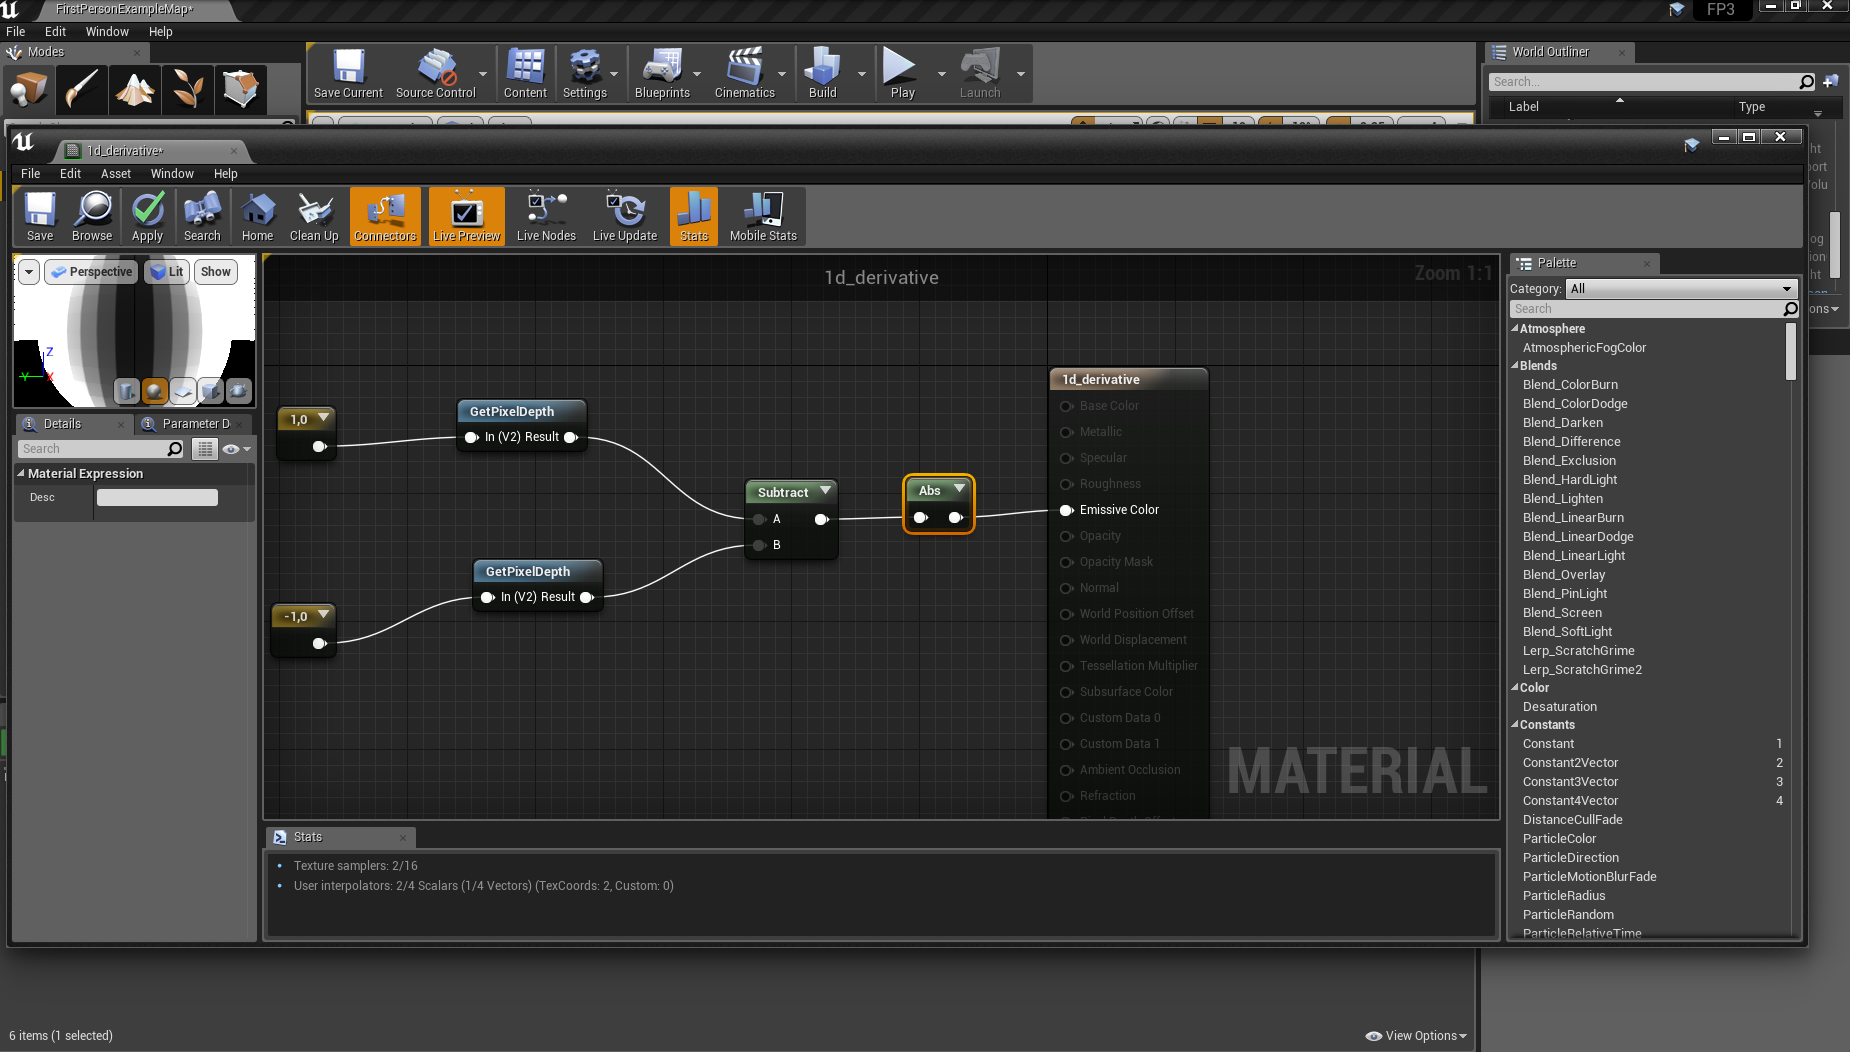 FirstPersonExampleMap*
FP3
File Edit Window Help
Modes
Save Current Source Control Content Settings Blueprints Cinematics Build Play Launch
World Outliner
Search...
Label Type
1d_derivative*
File Edit Asset Window Help
Save Browse Apply Search Home Clean Up Connectors Live Preview Live Nodes Live Update Stats Mobile Stats
Perspective Lit Show
Z
Y X
Details Parameter D
Search
Material Expression
Desc
1d_derivative
Zoom 1:1
1,0
GetPixelDepth
In (V2) Result
-1,0
GetPixelDepth
In (V2) Result
Subtract
A
B
Abs
1d_derivative
Base Color
Metallic
Specular
Roughness
Emissive Color
Opacity
Opacity Mask
Normal
World Position Offset
World Displacement
Tessellation Multiplier
Subsurface Color
Custom Data 0
Custom Data 1
Ambient Occlusion
Refraction
MATERIAL
Stats
Texture samplers: 2/16
User interpolators: 2/4 Scalars (1/4 Vectors) (TexCoords: 2, Custom: 0)
Palette
Category: All
Search
Atmosphere
AtmosphericFogColor
Blends
Blend_ColorBurn
Blend_ColorDodge
Blend_Darken
Blend_Difference
Blend_Exclusion
Blend_HardLight
Blend_Lighten
Blend_LinearBurn
Blend_LinearDodge
Blend_LinearLight
Blend_Overlay
Blend_PinLight
Blend_Screen
Blend_SoftLight
Lerp_ScratchGrime
Lerp_ScratchGrime2
Color
Desaturation
Constants
Constant 1
Constant2Vector 2
Constant3Vector 3
Constant4Vector 4
DistanceCullFade
ParticleColor
ParticleDirection
ParticleMotionBlurFade
ParticleRadius
ParticleRandom
ParticleRelativeTime
6 items (1 selected)
View Options